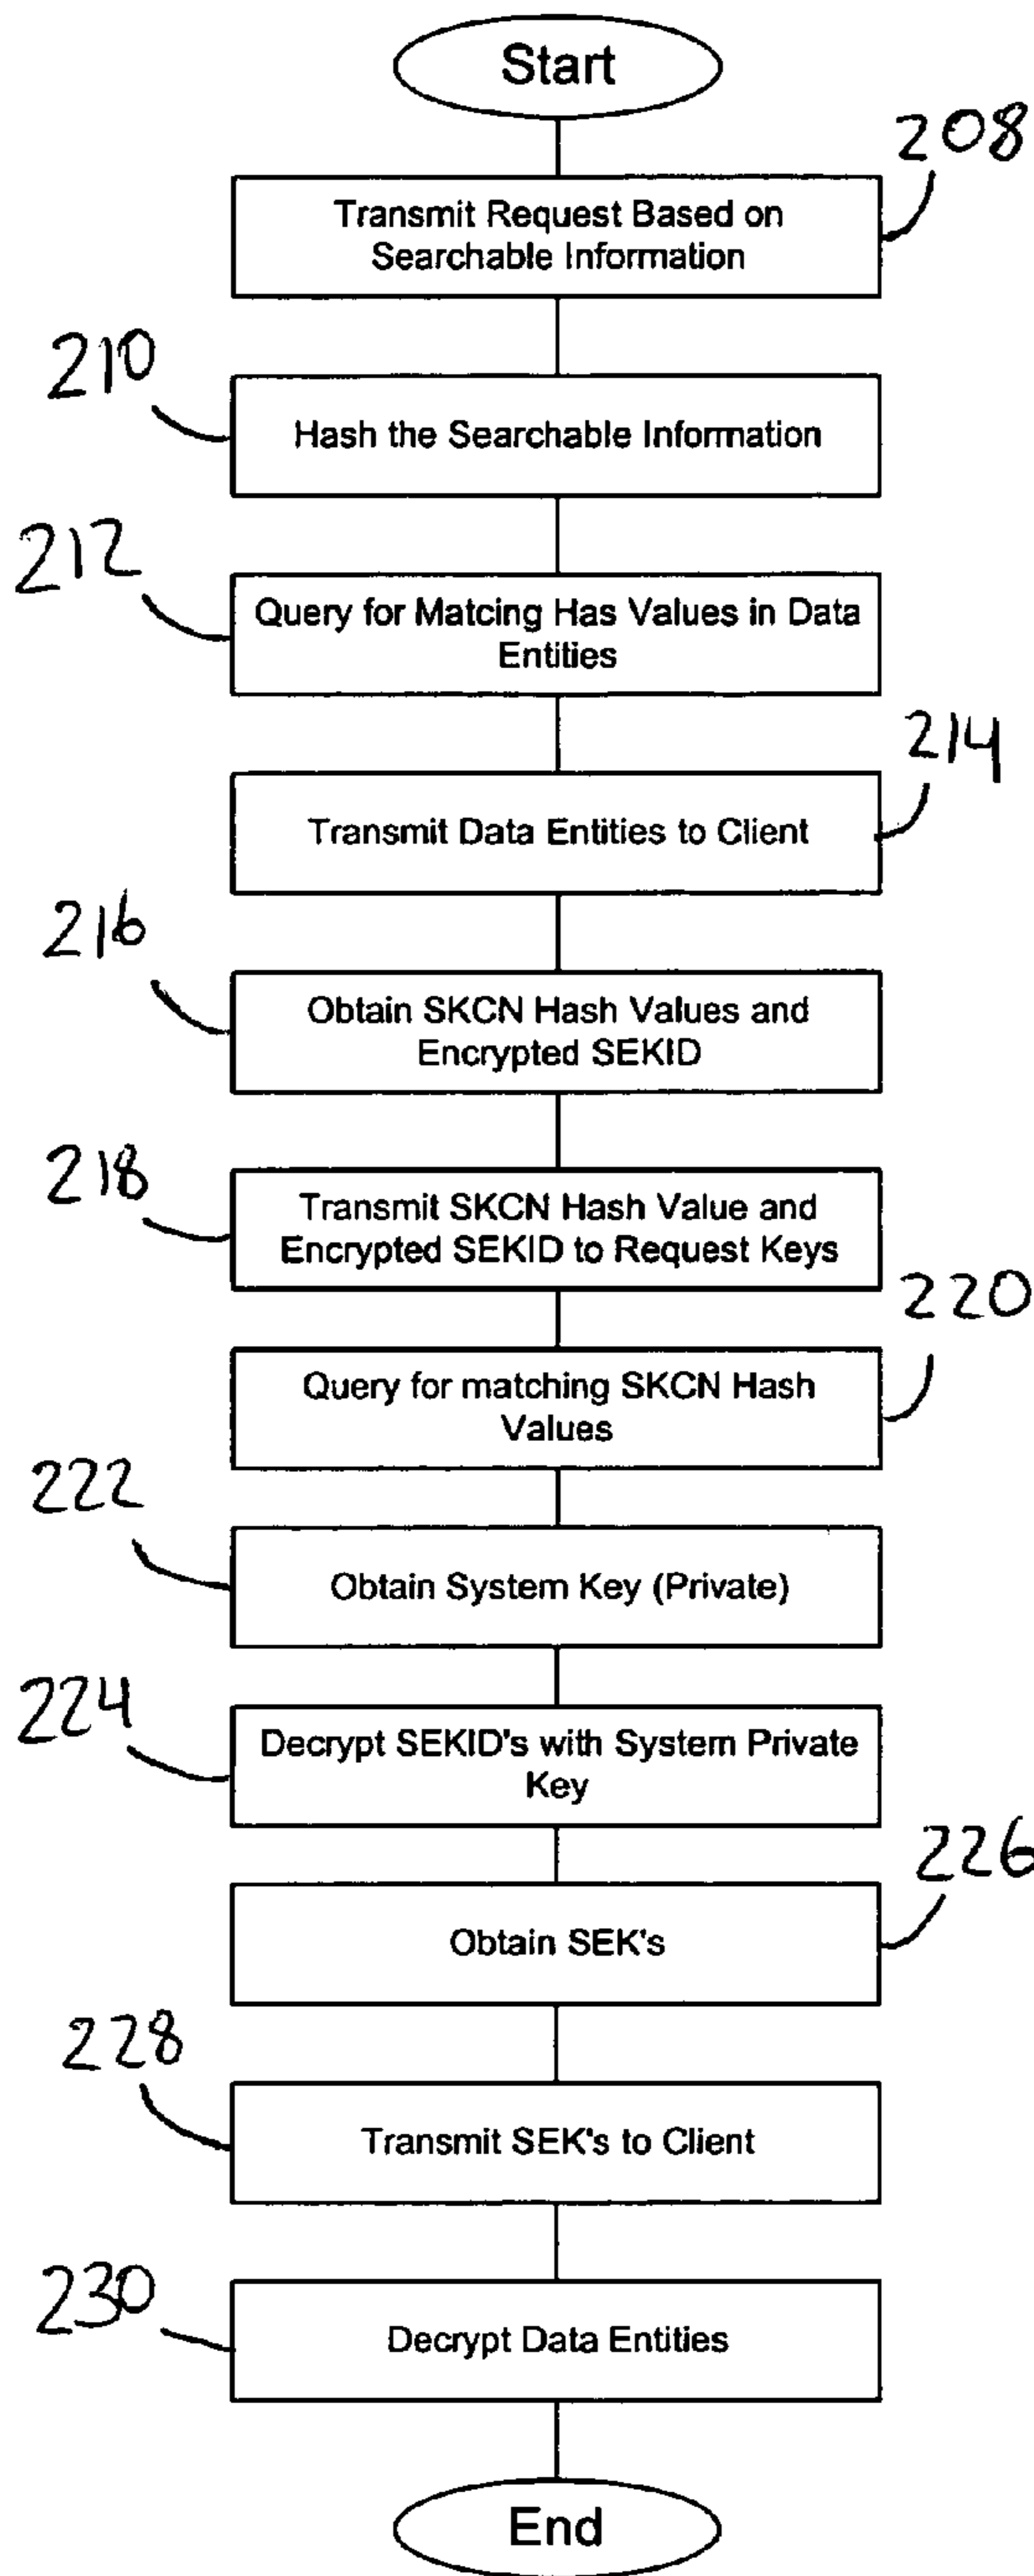 Start
208
Transmit Request Based on
Searchable Information
210
Hash the Searchable Information
212
Query for Matcing Has Values in Data
Entities
214
Transmit Data Entities to Client
216
Obtain SKCN Hash Values and
Encrypted SEKID
218
Transmit SKCN Hash Value and
Encrypted SEKID to Request Keys
220
Query for matching SKCN Hash
Values
222
Obtain System Key (Private)
224
Decrypt SEKID's with System Private
Key
226
Obtain SEK's
228
Transmit SEK's to Client
230
Decrypt Data Entities
End